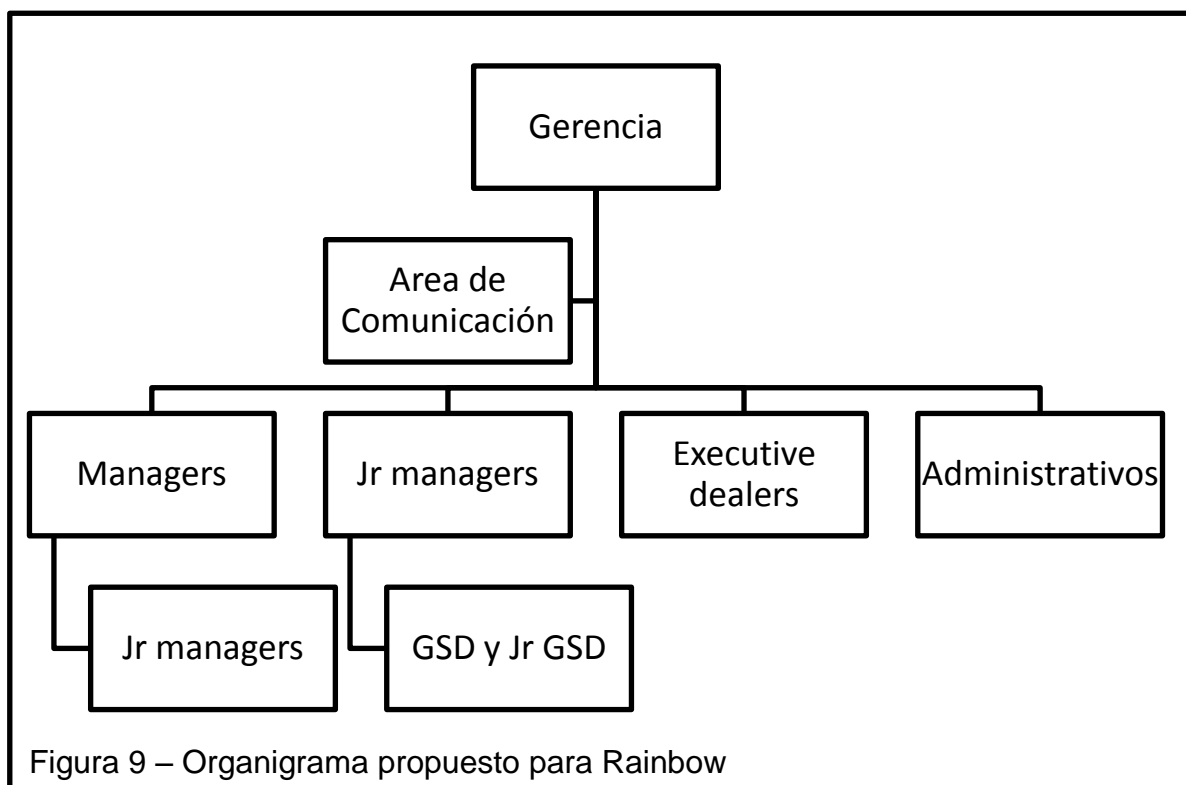 Gerencia
Area de
Comunicación
Managers
Jr managers
Executive
dealers
Administrativos
Jr managers
GSD y Jr GSD
Figura 9 – Organigrama propuesto para Rainbow